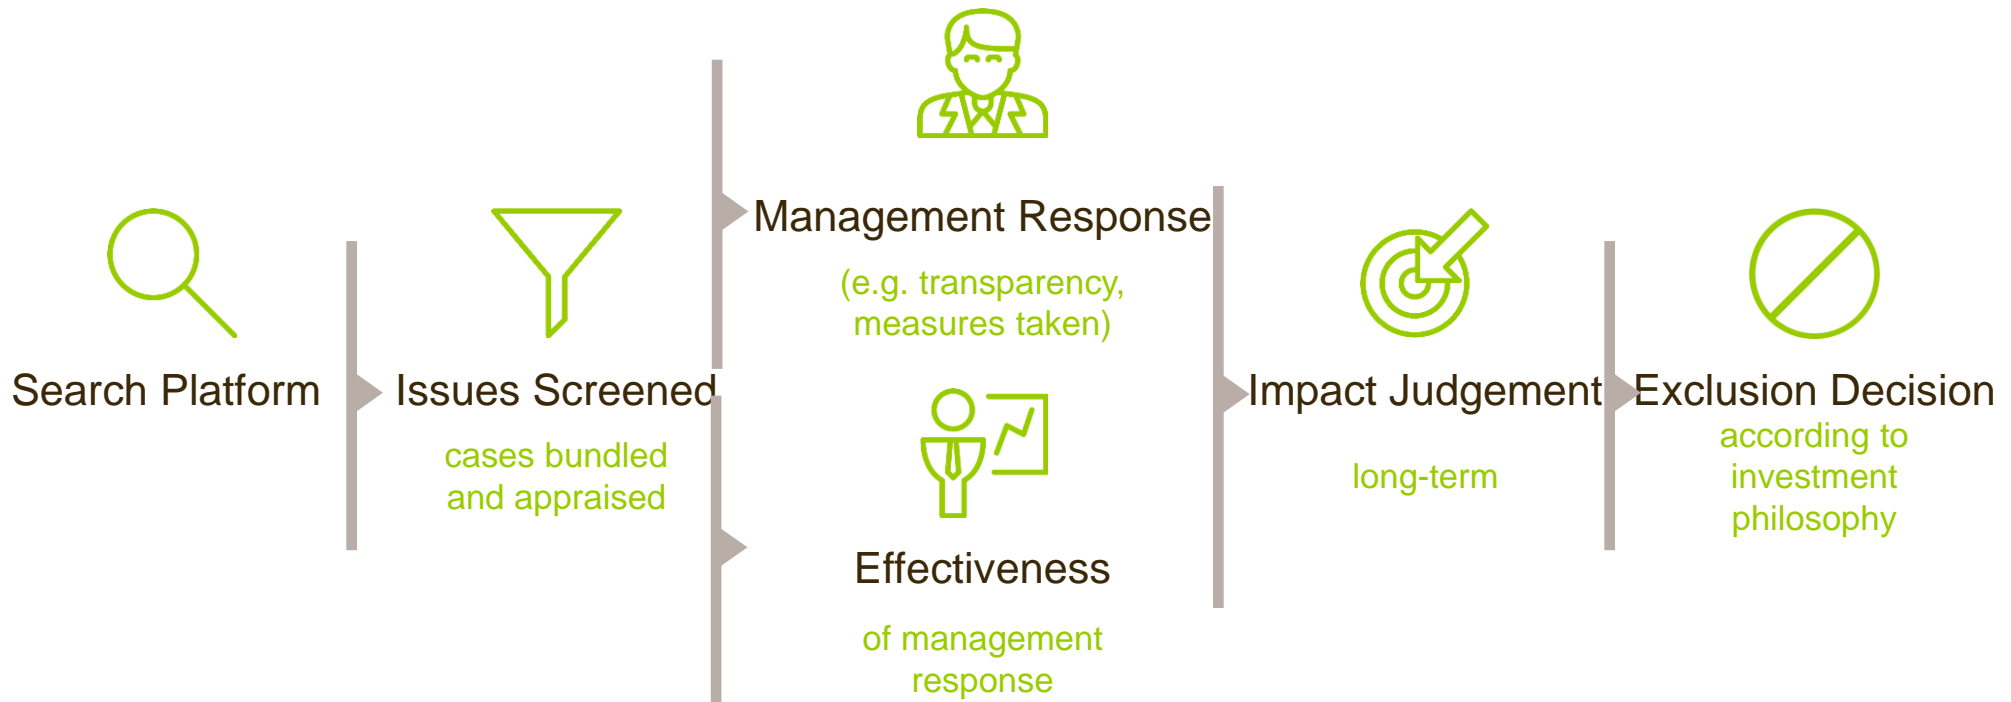 Search Platform
Issues Screened
cases bundled
and appraised
Management Response
(e.g. transparency,
measures taken)
Effectiveness
of management
response
Impact Judgement
long-term
Exclusion Decision
according to
investment
philosophy